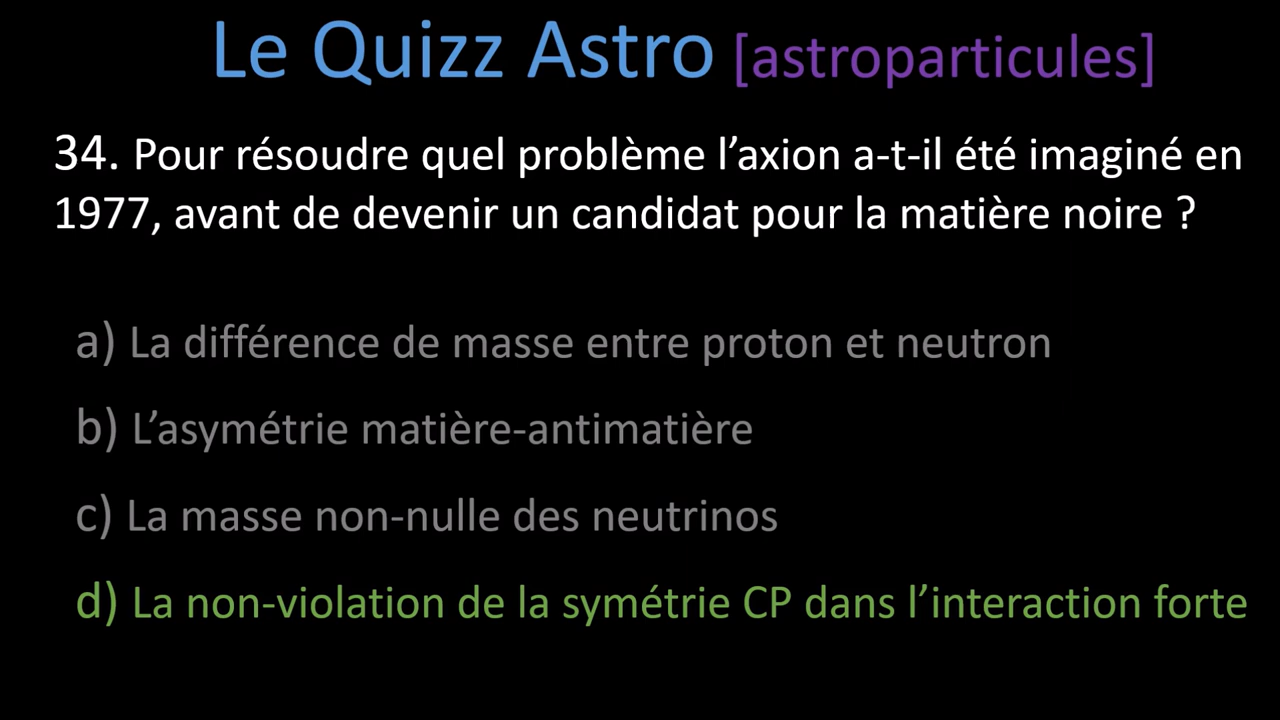 Le Quizz Astro [astroparticules]
34. Pour résoudre quel problème l’axion a-t-il été imaginé en
1977, avant de devenir un candidat pour la matière noire ?
a) La différence de masse entre proton et neutron
b) L’asymétrie matière-antimatière
c) La masse non-nulle des neutrinos
d) La non-violation de la symétrie CP dans l’interaction forte